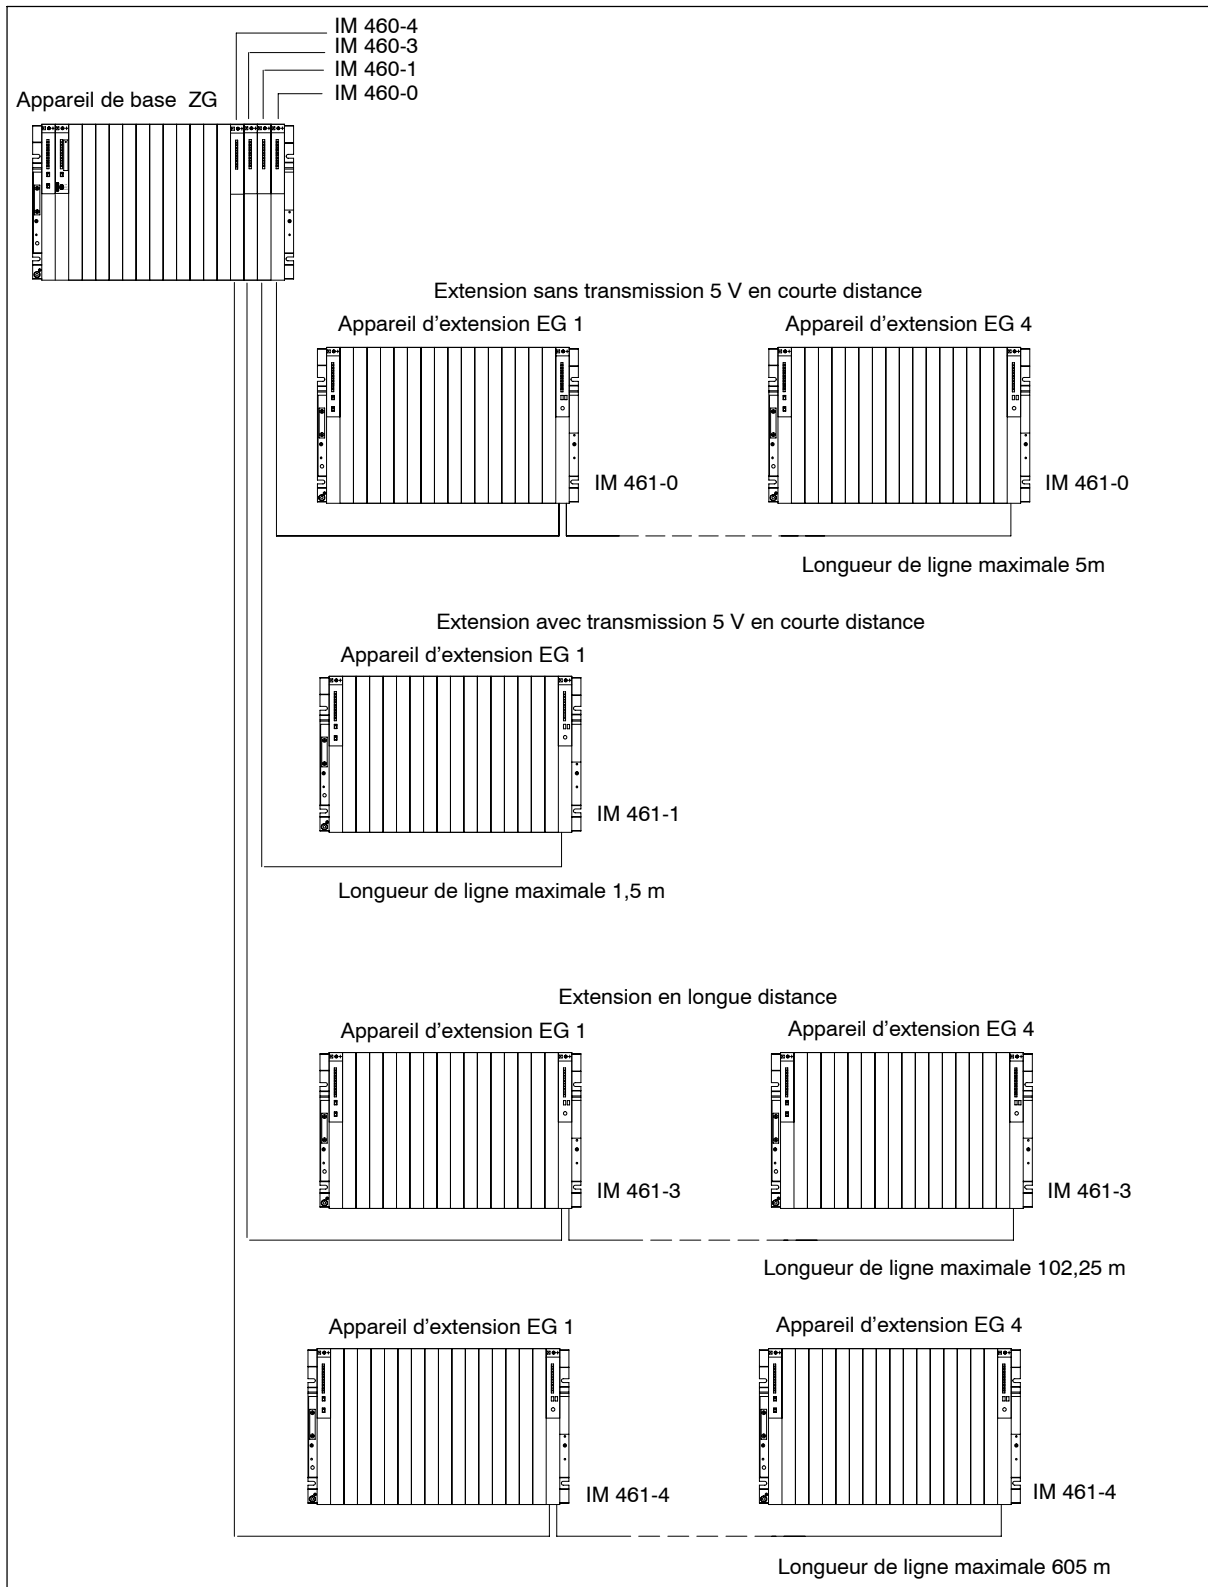 IM 460-4
IM 460-3
IM 460-1
IM 460-0
Appareil de base ZG
Extension sans transmission 5 V en courte distance
Appareil d'extension EG 1
Appareil d'extension EG 4
IM 461-0
IM 461-0
Longueur de ligne maximale 5m
Extension avec transmission 5 V en courte distance
Appareil d'extension EG 1
IM 461-1
Longueur de ligne maximale 1,5 m
Extension en longue distance
Appareil d'extension EG 1
Appareil d'extension EG 4
IM 461-3
IM 461-3
Longueur de ligne maximale 102,25 m
Appareil d'extension EG 1
Appareil d'extension EG 4
IM 461-4
IM 461-4
Longueur de ligne maximale 605 m